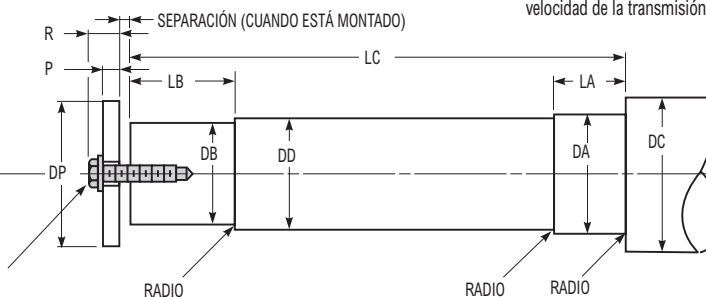 velocidad de la transmisión
R
SEPARACIÓN (CUANDO ESTÁ MONTADO)
P
LC
LB
LA
DP
DB
DD
DA
DC
RADIO
RADIO
RADIO